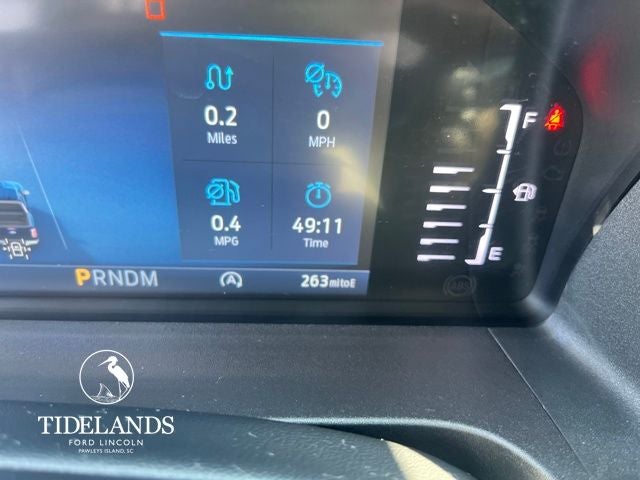 0.2
Miles
0
MPH
0.4
MPG
49:11
Time
PRNDM
A
263 mi to E
F
E
ABS
TIDELANDS
FORD LINCOLN
PAWLEYS ISLAND, SC